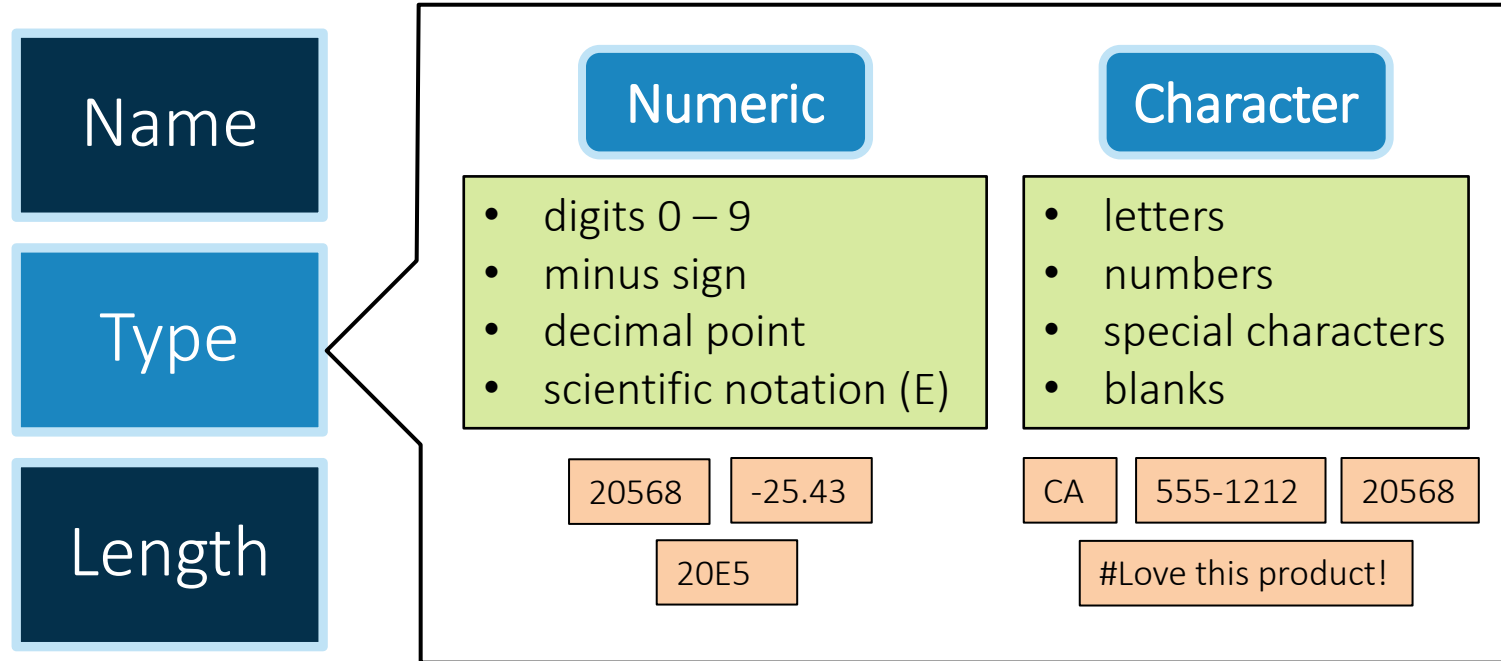 Name
Type
Length
Numeric
• digits 0 – 9
• minus sign
• decimal point
• scientific notation (E)
20568
-25.43
20E5
Character
• letters
• numbers
• special characters
• blanks
CA
555-1212
20568
#Love this product!